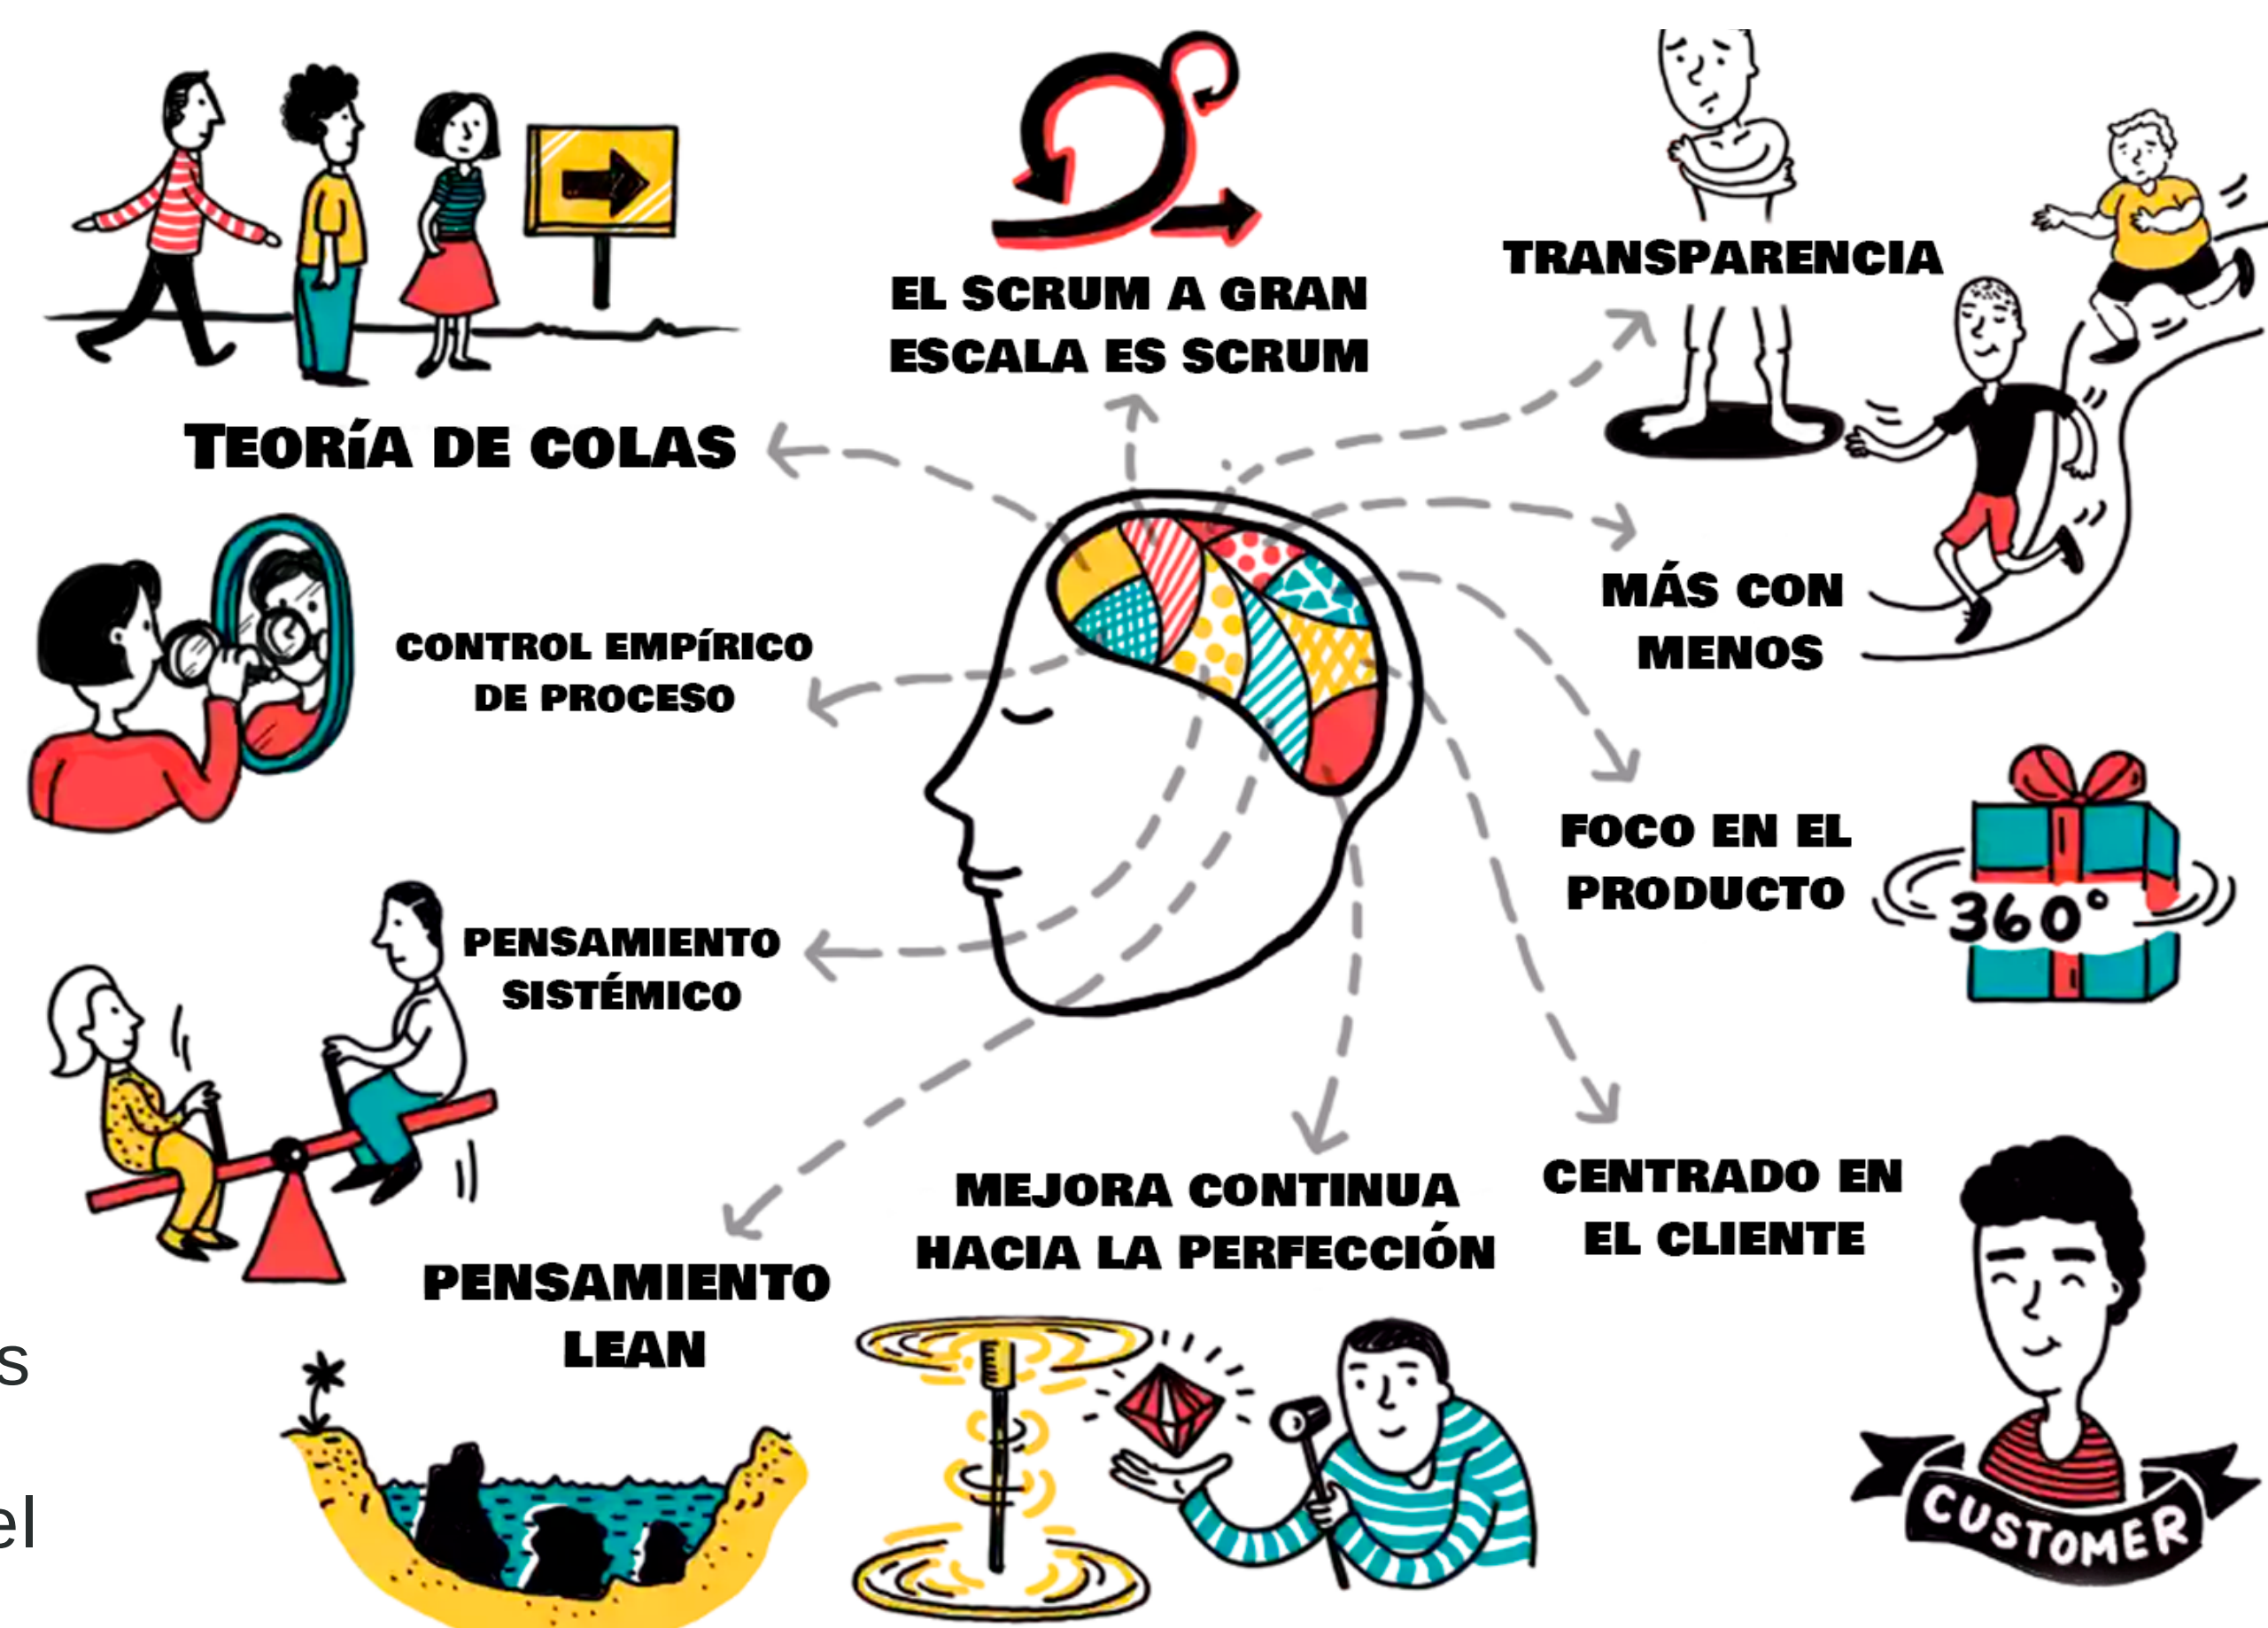 EL SCRUM A GRAN
ESCALA ES SCRUM
TRANSPARENCIA
TEORÍA DE COLAS
MÁS CON
MENOS
CONTROL EMPÍRICO
DE PROCESO
FOCO EN EL
PRODUCTO
360°
PENSAMIENTO
SISTÉMICO
CENTRADO EN
EL CLIENTE
MEJORA CONTINUA
HACIA LA PERFECCIÓN
PENSAMIENTO
LEAN
s
el
CUSTOMER